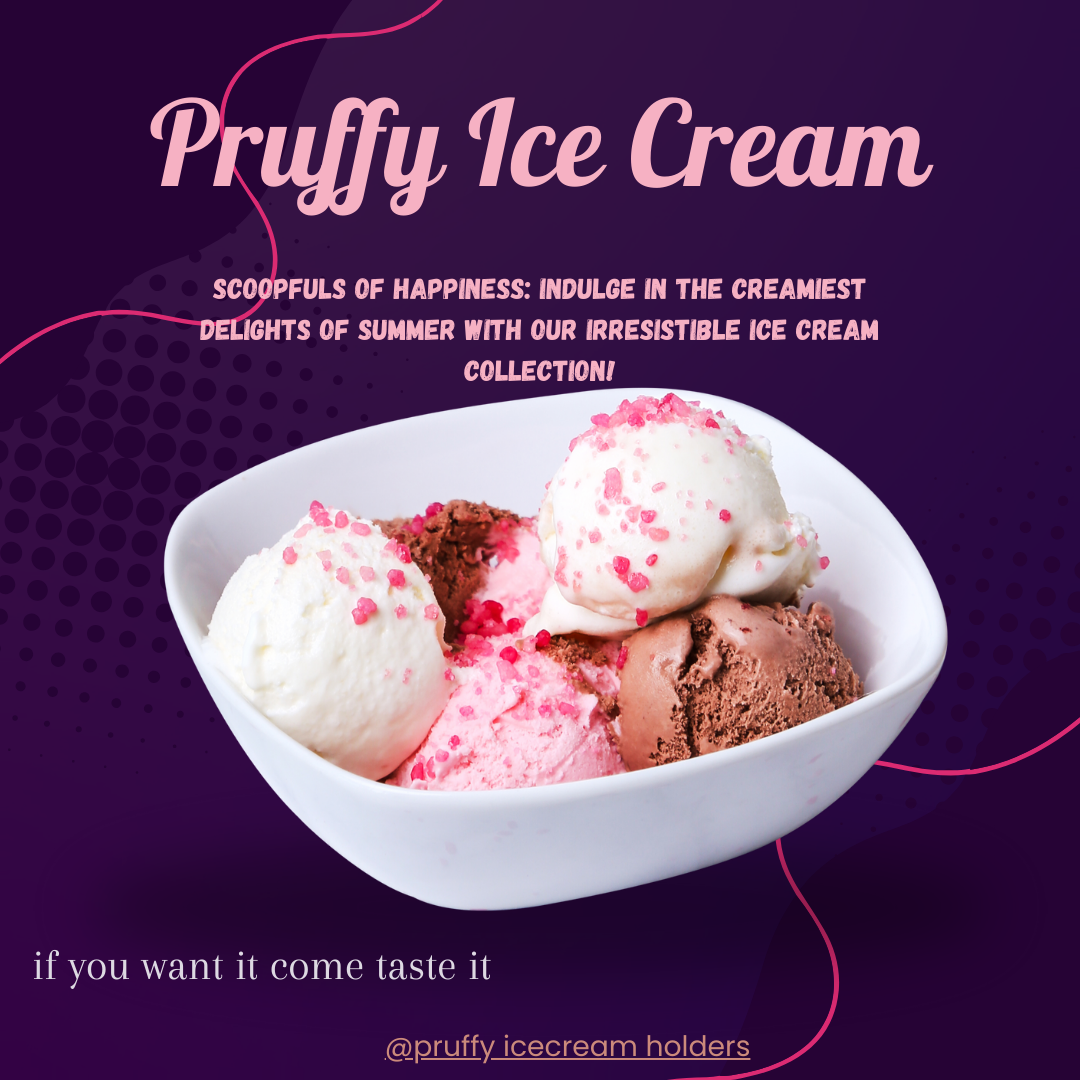 Pruffy Ice Cream
SCOOPFULS OF HAPPINESS: INDULGE IN THE CREAMIEST
DELIGHTS OF SUMMER WITH OUR IRRESISTIBLE ICE CREAM
COLLECTION!
if you want it come taste it
@pruffy icecream holders